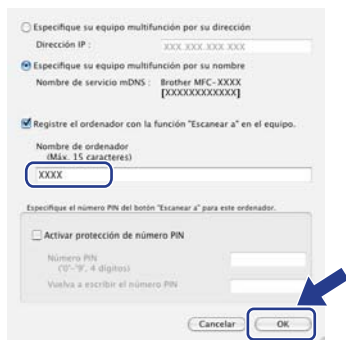 Especifique su equipo multifunción por su dirección
Dirección IP : XXX XXX XXX XXX
Especifique su equipo multifunción por su nombre
Nombre de servicio mDNS : Brother MFC-XXXX
[XXXXXXXXXXXX]
Registre el ordenador con la función "Escanear a" en el equipo.
Nombre de ordenador
(Máx. 15 caracteres)
XXXX
Especifique el número PIN del botón "Escanear a" para este ordenador.
Activar protección de número PIN
Número PIN
('0'-'9', 4 dígitos)
Vuelva a escribir el número PIN
Cancelar OK